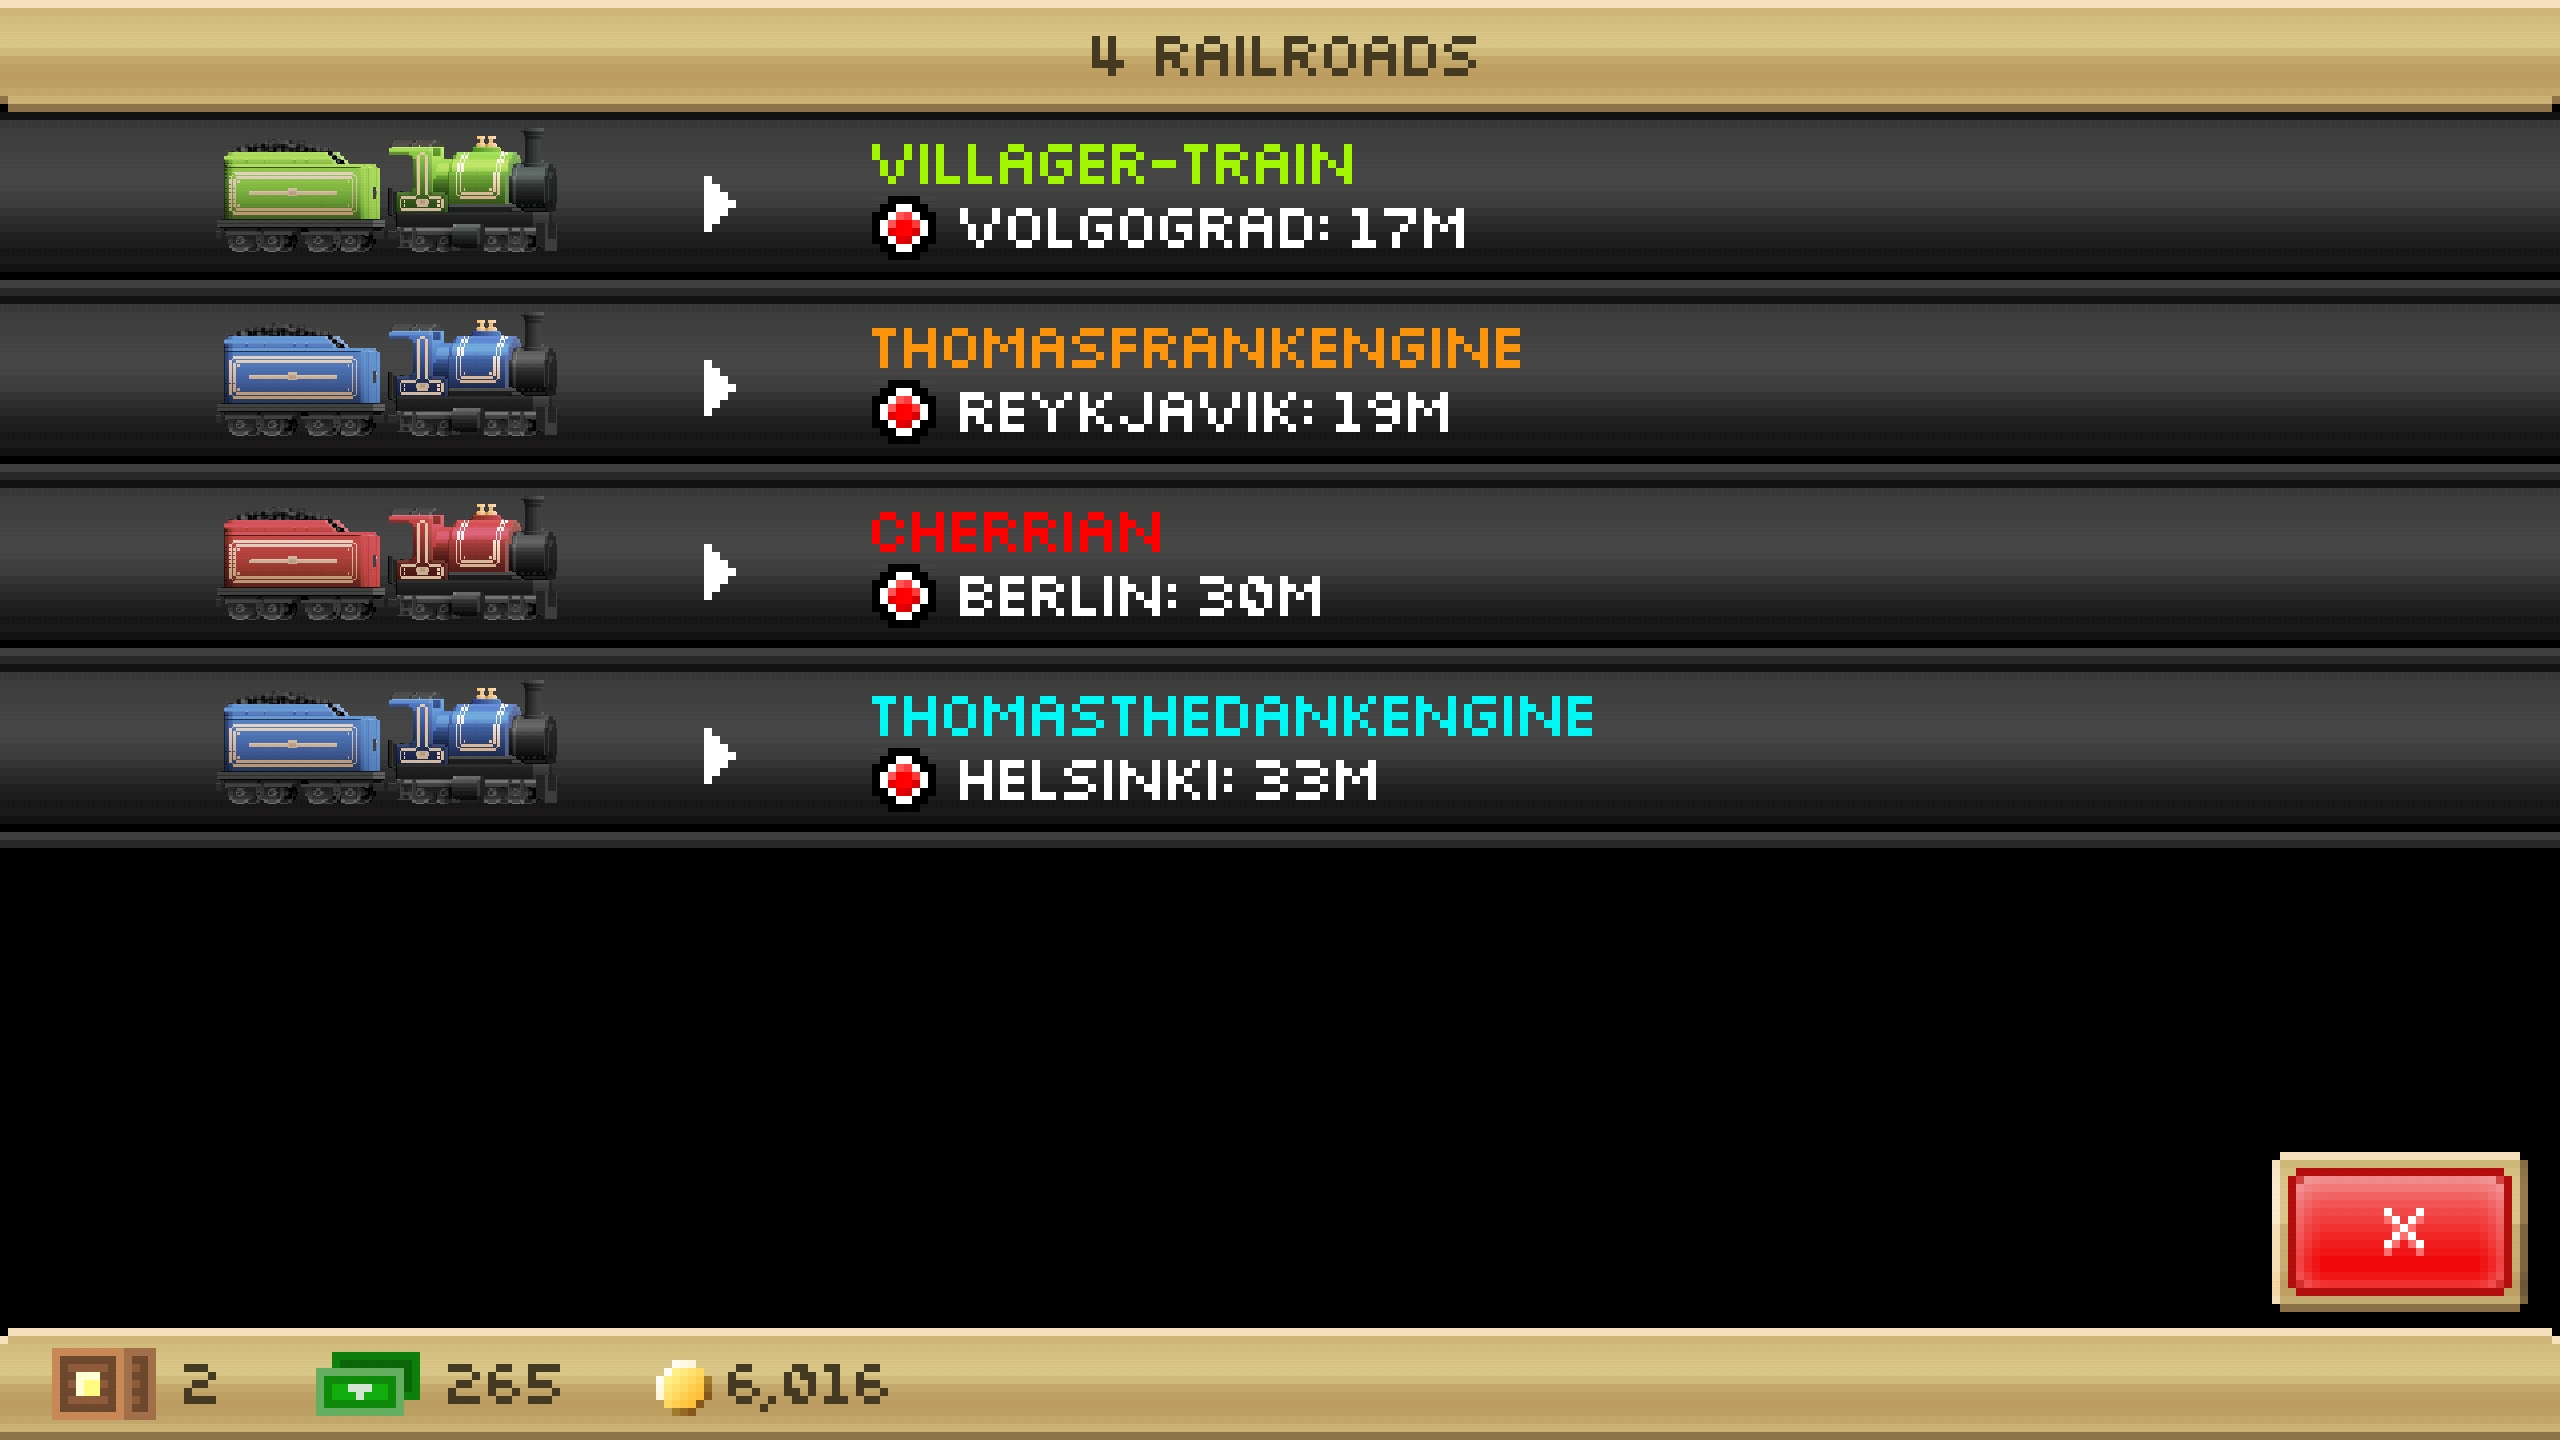 4 RAILROADS
VILLAGER-TRAIN
VOLGOGRAD: 17M
THOMASFRANKENGINE
REYKJAVIK: 19M
CHERRIAN
BERLIN: 30M
THOMASTHEDANKENGINE
HELSINKI: 33M
X
2 265 6,016